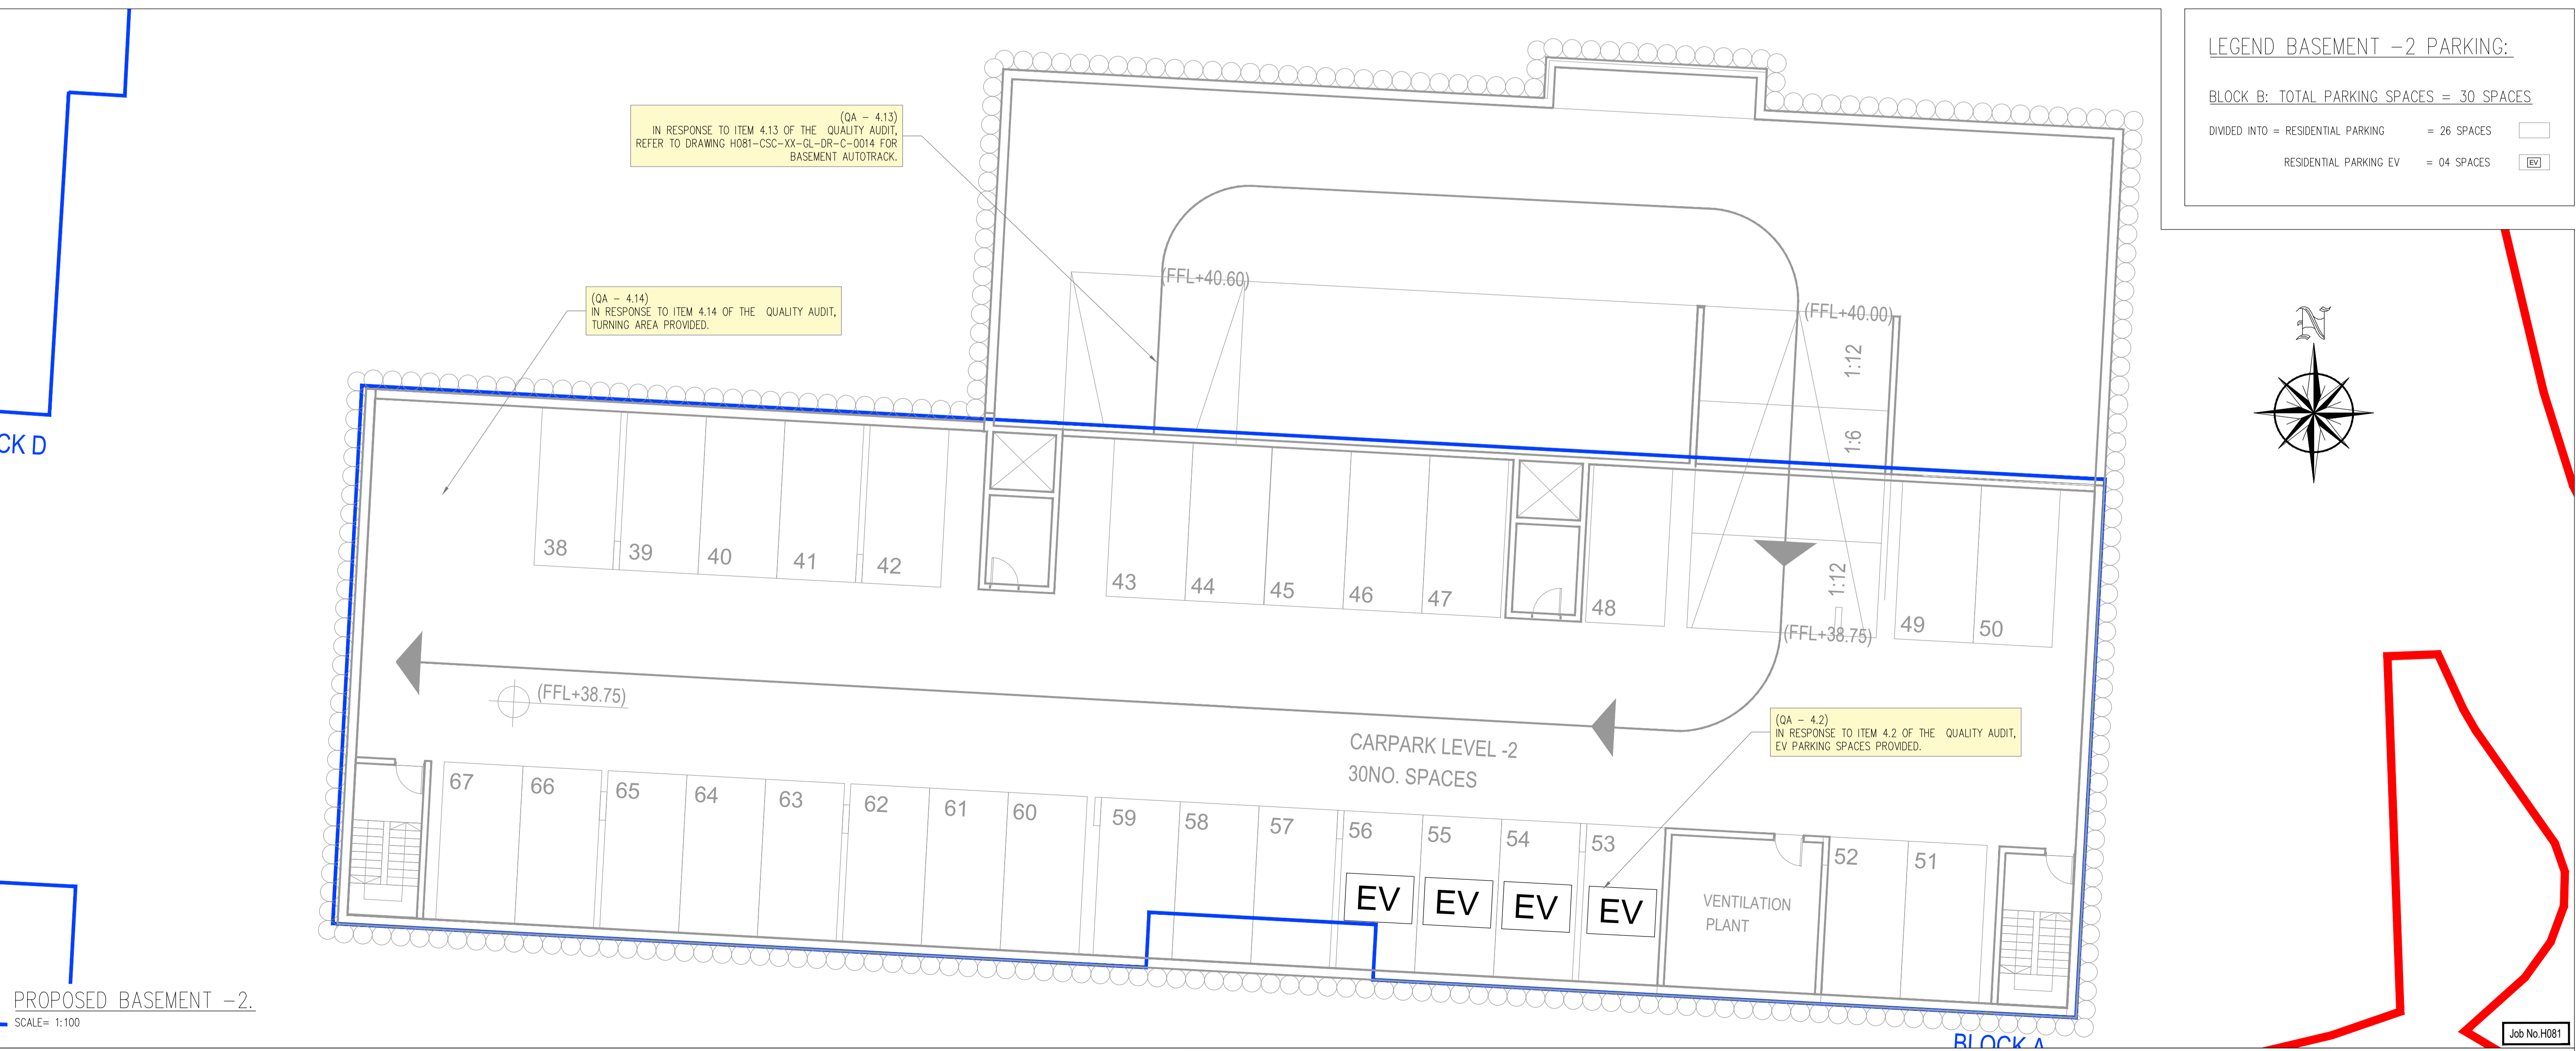 LEGEND BASEMENT -2 PARKING:
BLOCK B: TOTAL PARKING SPACES = 30 SPACES
DIVIDED INTO = RESIDENTIAL PARKING = 26 SPACES
RESIDENTIAL PARKING EV = 04 SPACES EV
(QA - 4.13)
IN RESPONSE TO ITEM 4.13 OF THE QUALITY AUDIT,
REFER TO DRAWING H081-CSC-XX-GL-DR-C-0014 FOR
BASEMENT AUTOTRACK.
(QA - 4.14)
IN RESPONSE TO ITEM 4.14 OF THE QUALITY AUDIT,
TURNING AREA PROVIDED.
(FFL+40.60)
(FFL+40.00)
N
1:12
1:6
1:12
CK D
38 39 40 41 42 43 44 45 46 47 48 49 50
(FFL+38.75)
(FFL+38.75)
CARPARK LEVEL -2
30NO. SPACES
(QA - 4.2)
IN RESPONSE TO ITEM 4.2 OF THE QUALITY AUDIT,
EV PARKING SPACES PROVIDED.
67 66 65 64 63 62 61 60 59 58 57 56 55 54 53 52 51
EV EV EV EV
VENTILATION
PLANT
PROPOSED BASEMENT -2.
SCALE= 1:100
BLOCK A
Job No.H081